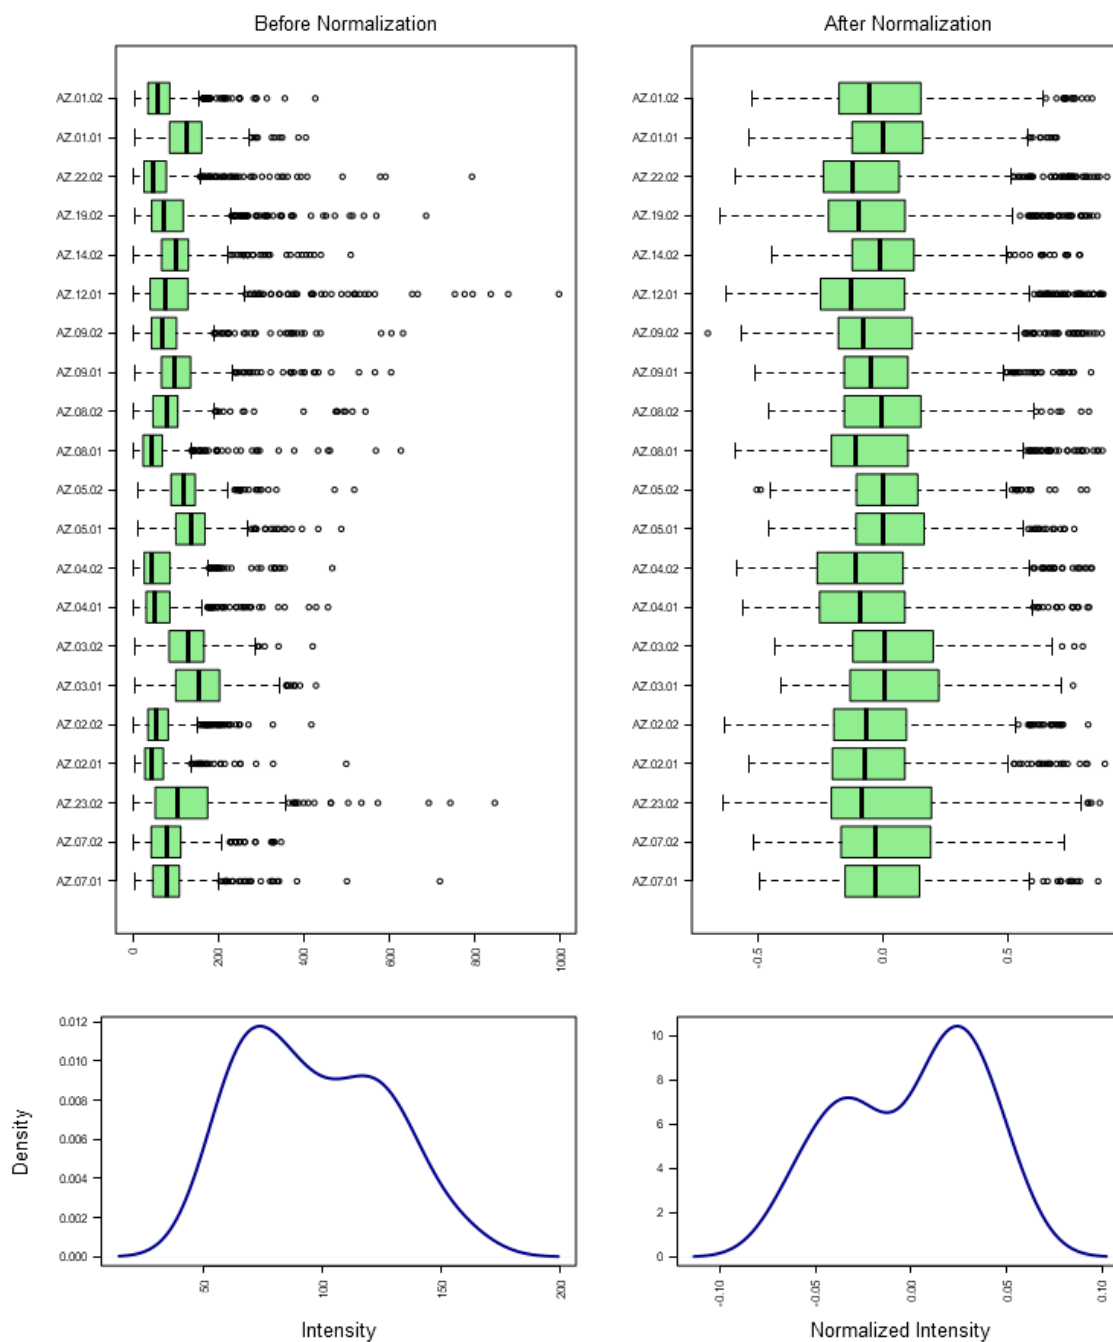 Before Normalization
After Normalization
AZ.01.02
AZ.01.01
AZ.22.02
AZ.19.02
AZ.14.02
AZ.12.01
AZ.09.02
AZ.09.01
AZ.08.02
AZ.08.01
AZ.05.02
AZ.05.01
AZ.04.02
AZ.04.01
AZ.03.02
AZ.03.01
AZ.02.02
AZ.02.01
AZ.23.02
AZ.07.02
AZ.07.01
0 200 400 600 800 1000
AZ.01.02
AZ.01.01
AZ.22.02
AZ.19.02
AZ.14.02
AZ.12.01
AZ.09.02
AZ.09.01
AZ.08.02
AZ.08.01
AZ.05.02
AZ.05.01
AZ.04.02
AZ.04.01
AZ.03.02
AZ.03.01
AZ.02.02
AZ.02.01
AZ.23.02
AZ.07.02
AZ.07.01
-0.5 0.0 0.5
Density
0.012
0.010
0.008
0.006
0.004
0.002
0.000
50 100 150 200
Intensity
10
8
6
4
2
0
-0.10 -0.05 0.00 0.05 0.10
Normalized Intensity